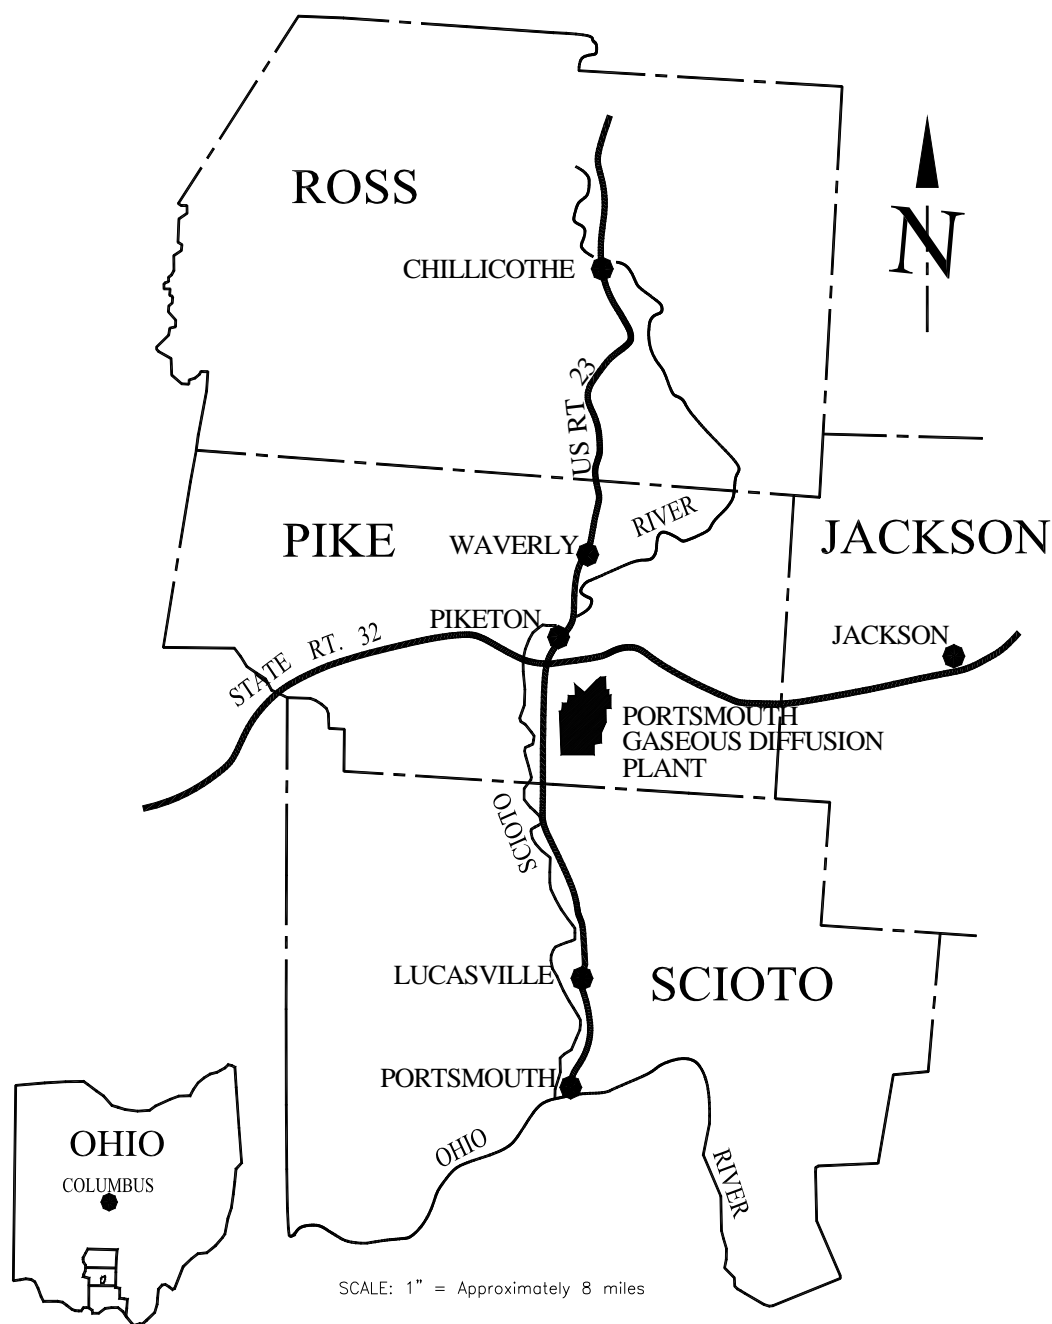 ROSS
N
CHILLICOTHE
US RT 23
RIVER
PIKE
WAVERLY
JACKSON
PIKETON
JACKSON
STATE RT. 32
PORTSMOUTH
GASEOUS DIFFUSION
PLANT
SCIOTO
LUCASVILLE
SCIOTO
PORTSMOUTH
OHIO
RIVER
OHIO
COLUMBUS
SCALE: 1" = Approximately 8 miles